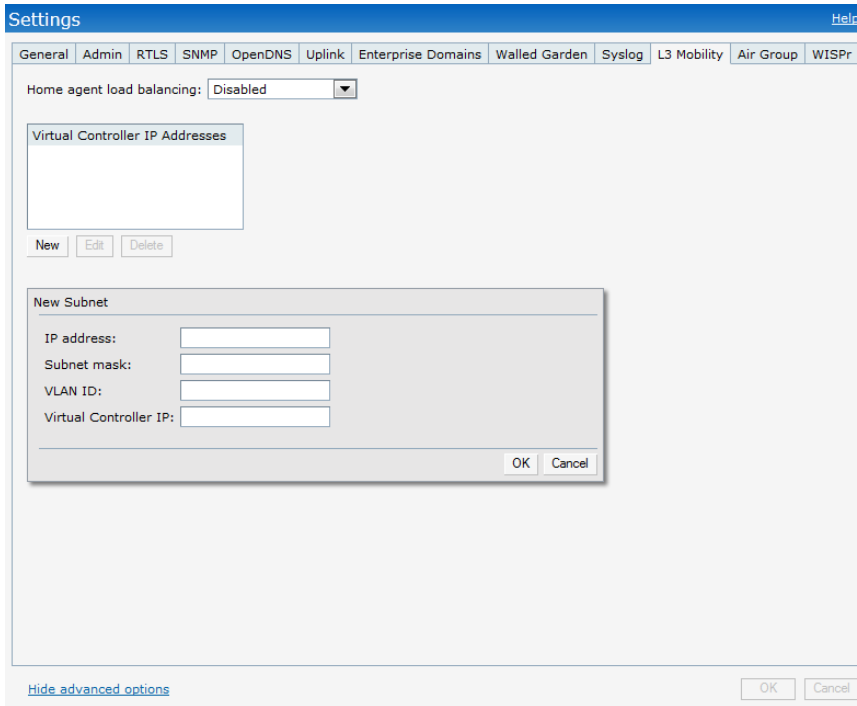 Settings Help
General Admin RTLS SNMP OpenDNS Uplink Enterprise Domains Walled Garden Syslog L3 Mobility Air Group WISPr
Home agent load balancing: Disabled
Virtual Controller IP Addresses
New Edit Delete
New Subnet
IP address:
Subnet mask:
VLAN ID:
Virtual Controller IP:
OK Cancel
Hide advanced options OK Cancel